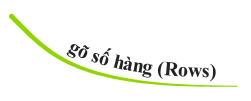 gõ số hàng (Rows)